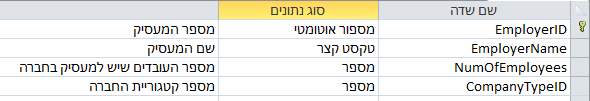 שם שדה סוג נתונים
EmployerID מספור אוטומטי מספר המעסיק
EmployerName טקסט קצר שם המעסיק
NumOfEmployees מספר מספר העובדים שיש למעסיק בחברה
CompanyTypeID מספר מספר קטגוריית החברה